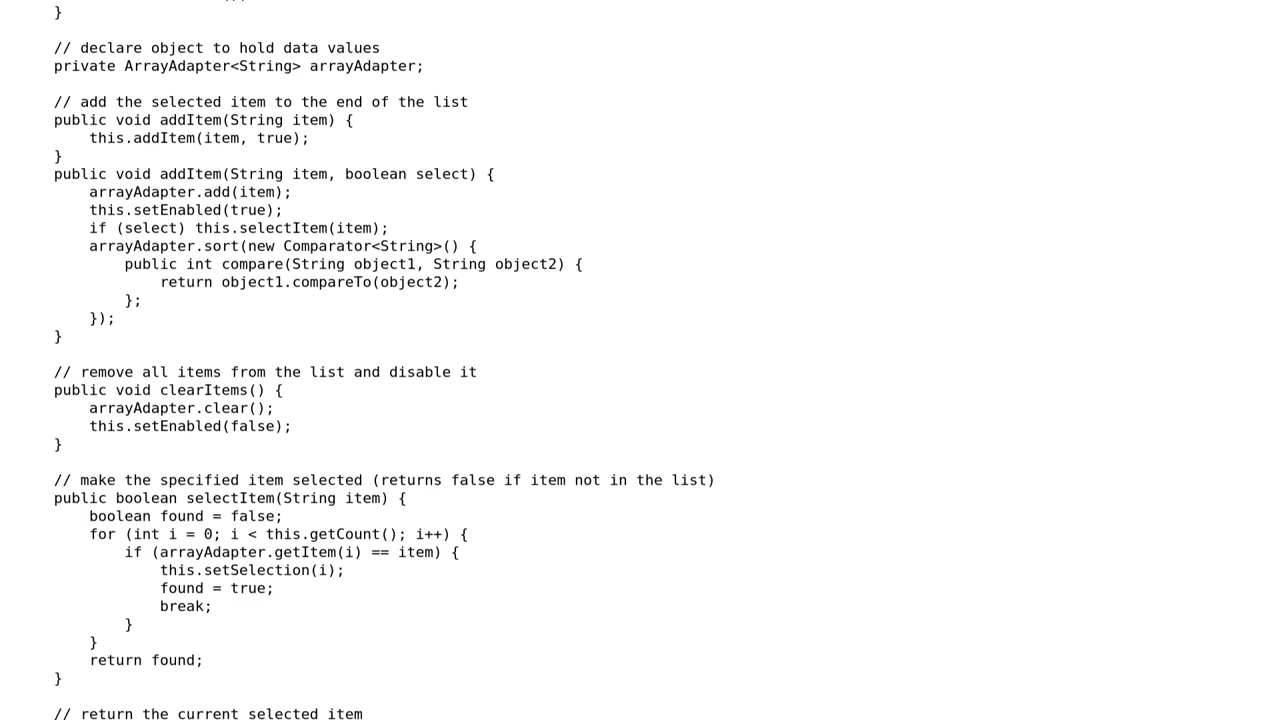 }
// declare object to hold data values
private ArrayAdapter<String> arrayAdapter;
// add the selected item to the end of the list
public void addItem(String item) {
this.addItem(item, true);
}
public void addItem(String item, boolean select) {
arrayAdapter.add(item);
this.setEnabled(true);
if (select) this.selectItem(item);
arrayAdapter.sort(new Comparator<String>() {
public int compare(String object1, String object2) {
return object1.compareTo(object2);
};
});
}
// remove all items from the list and disable it
public void clearItems() {
arrayAdapter.clear();
this.setEnabled(false);
}
// make the specified item selected (returns false if item not in the list)
public boolean selectItem(String item) {
boolean found = false;
for (int i = 0; i < this.getCount(); i++) {
if (arrayAdapter.getItem(i) == item) {
this.setSelection(i);
found = true;
break;
}
}
return found;
}
// return the current selected item